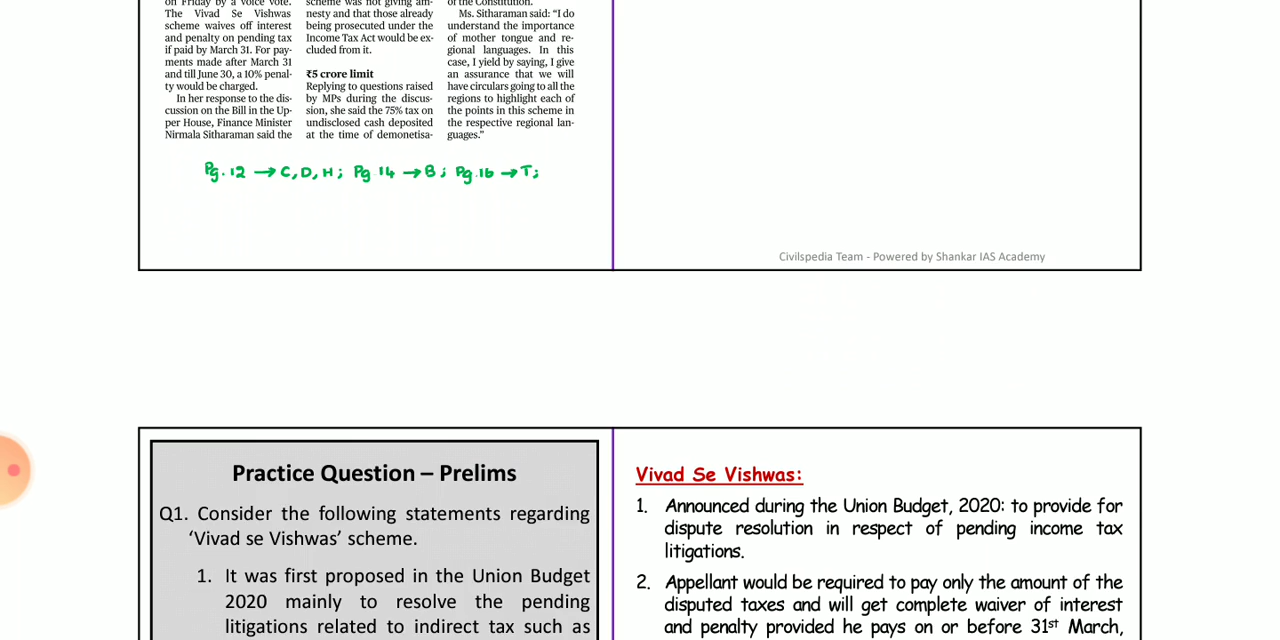 on Friday by a voice vote.
The Vivad Se Vishwas
scheme waives off interest
and penalty on pending tax
if paid by March 31. For pay-
ments made after March 31
and till June 30, a 10% penal-
ty would be charged.
In her response to the dis-
cussion on the Bill in the Up-
per House, Finance Minister
Nirmala Sitharaman said the
scheme was not giving am-
nesty and that those already
being prosecuted under the
Income Tax Act would be ex-
cluded from it.
₹5 crore limit
Replying to questions raised
by MPs during the discus-
sion, she said the 75% tax on
undisclosed cash deposited
at the time of demonetisa-
of the Constitution.
Ms. Sitharaman said: “I do
understand the importance
of mother tongue and re-
gional languages. In this
case, I yield by saying, I give
an assurance that we will
have circulars going to all the
regions to highlight each of
the points in this scheme in
the respective regional lan-
guages.”
Pg. 12 → C, D, H; Pg 14 → B; Pg 16 → T;
Civilspedia Team - Powered by Shankar IAS Academy
Practice Question – Prelims
Q1. Consider the following statements regarding
‘Vivad se Vishwas’ scheme.
1. It was first proposed in the Union Budget
2020 mainly to resolve the pending
litigations related to indirect tax such as
Vivad Se Vishwas:
1. Announced during the Union Budget, 2020: to provide for
dispute resolution in respect of pending income tax
litigations.
2. Appellant would be required to pay only the amount of the
disputed taxes and will get complete waiver of interest
and penalty provided he pays on or before 31st March,